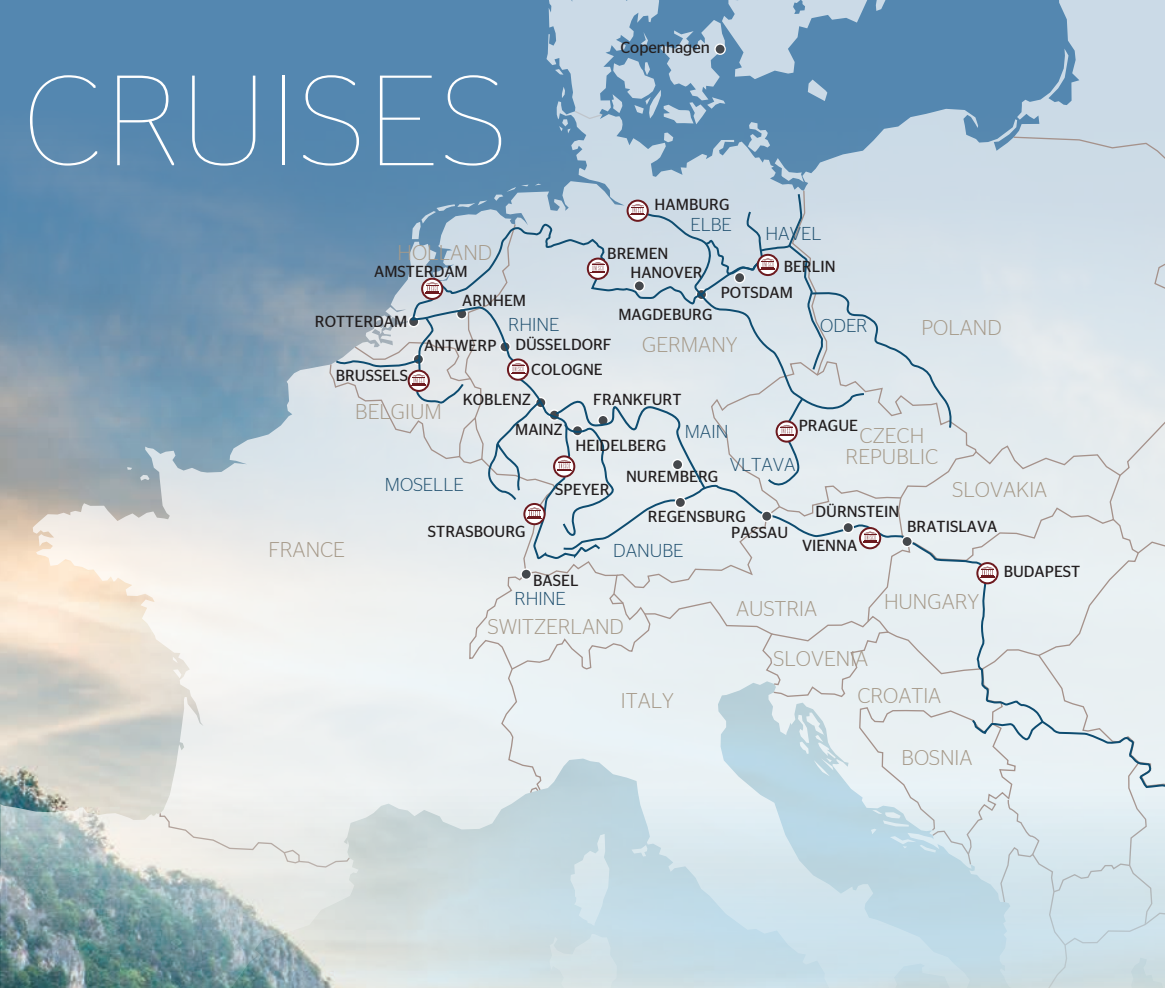 Copenhagen
CRUISES
HAMBURG
ELBE
HAVEL
HOLLAND
BREMEN
AMSTERDAM
HANOVER
BERLIN
POTSDAM
ARNHEM
MAGDEBURG
ROTTERDAM
RHINE
ODER
POLAND
ANTWERP
DÜSSELDORF
GERMANY
BRUSSELS
COLOGNE
KOBLENZ
FRANKFURT
BELGIUM
MAINZ
MAIN
PRAGUE
HEIDELBERG
CZECH
REPUBLIC
VLTAVA
NUREMBERG
MOSELLE
SPEYER
SLOVAKIA
REGENSBURG
DÜRNSTEIN
STRASBOURG
PASSAU
BRATISLAVA
VIENNA
FRANCE
DANUBE
BUDAPEST
BASEL
RHINE
HUNGARY
AUSTRIA
SWITZERLAND
SLOVENIA
ITALY
CROATIA
BOSNIA